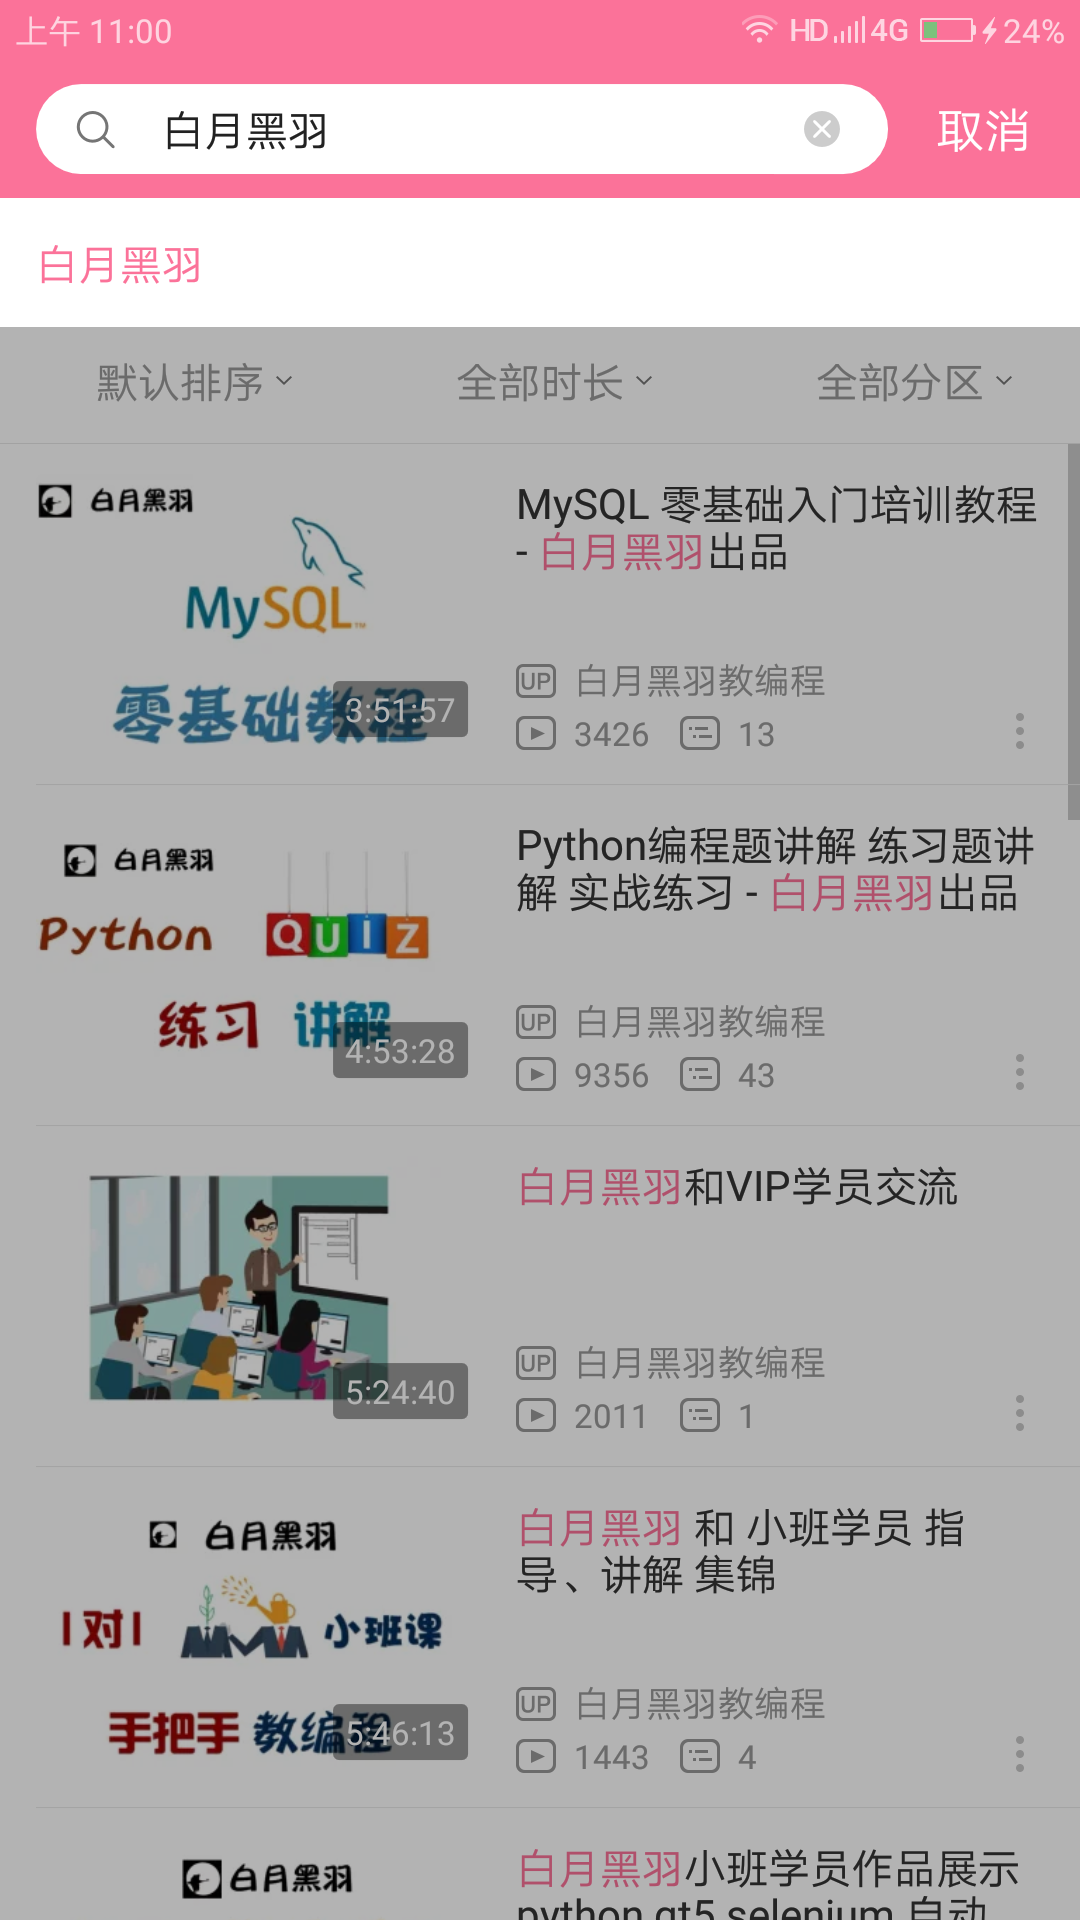 上午 11:00
HD 4G 24%
白月黑羽
取消
白月黑羽
默认排序
全部时长
全部分区
白月黑羽
MySQL™
零基础教程
3:51:57
MySQL 零基础入门培训教程
- 白月黑羽出品
UP 白月黑羽教编程
3426 13
白月黑羽
Python QUIZ
练习 讲解
4:53:28
Python编程题讲解 练习题讲
解 实战练习 - 白月黑羽出品
UP 白月黑羽教编程
9356 43
5:24:40
白月黑羽和VIP学员交流
UP 白月黑羽教编程
2011 1
白月黑羽
1对1 小班课
手把手 教编程
5:46:13
白月黑羽 和 小班学员 指
导、讲解 集锦
UP 白月黑羽教编程
1443 4
白月黑羽
白月黑羽小班学员作品展示
python qt5 selenium 自动